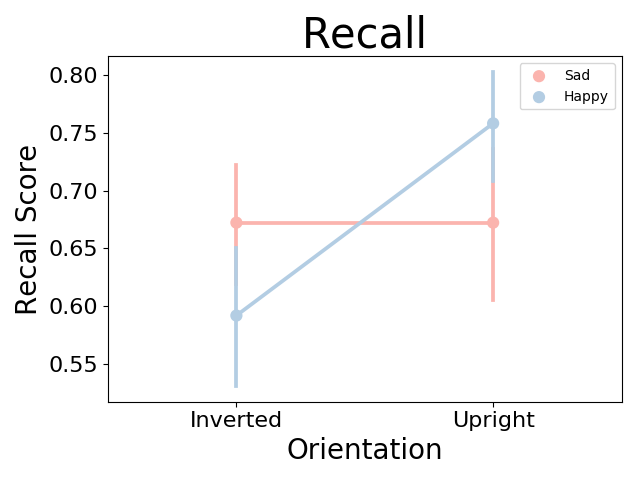 Recall
Sad
Happy
0.80
0.75
0.70
0.65
0.60
0.55
Recall Score
Inverted
Upright
Orientation